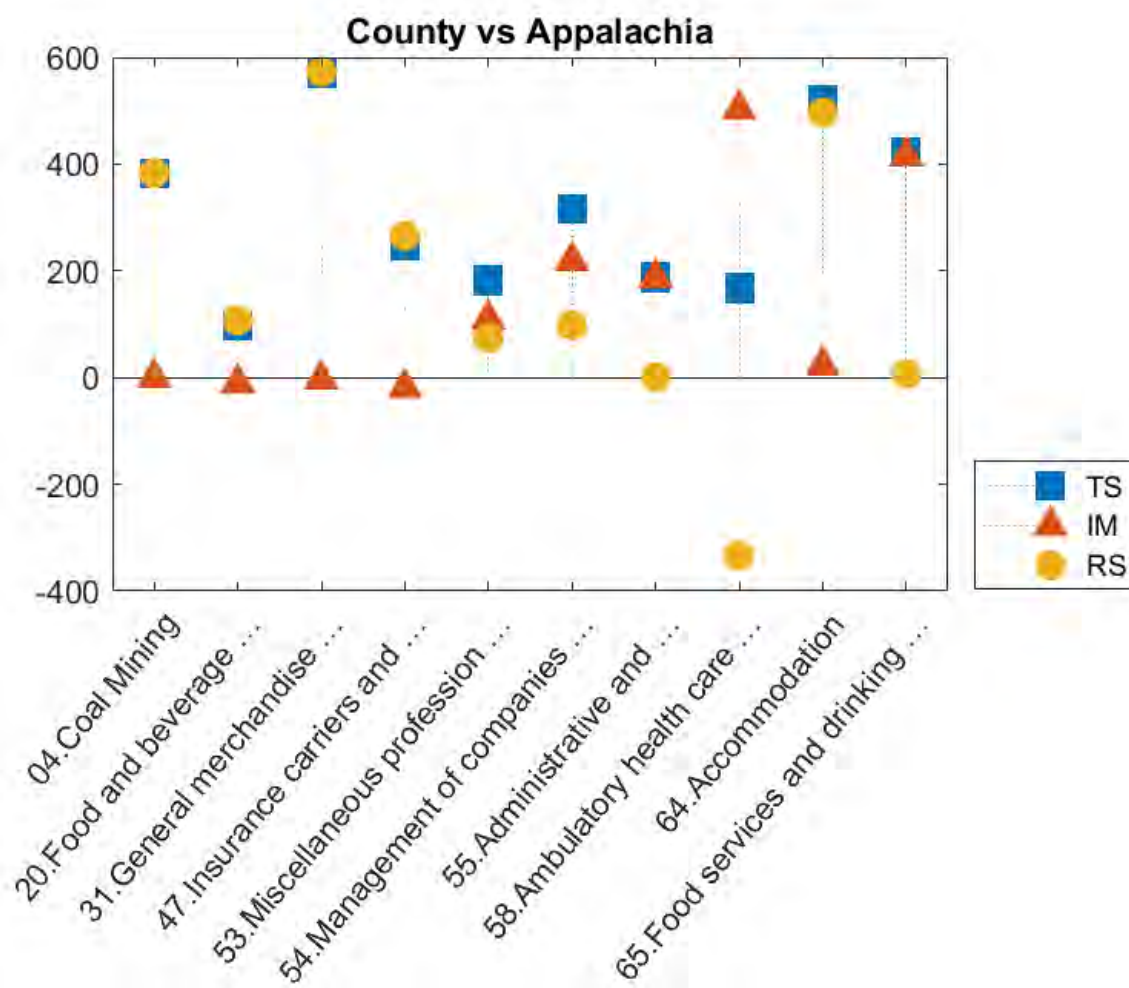 County vs Appalachia
600
400
200
0
-200
-400
TS
IM
RS
04.Coal Mining
20.Food and beverage ...
31.General merchandise ...
47.Insurance carriers and ...
53.Miscellaneous profession ...
54.Management of companies ...
55.Administrative and ...
58.Ambulatory health care ...
64.Accommodation
65.Food services and drinking ...